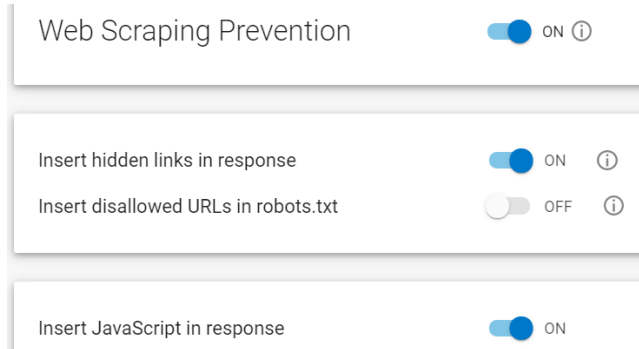 Web Scraping Prevention ON
Insert hidden links in response ON
Insert disallowed URLs in robots.txt OFF
Insert JavaScript in response ON